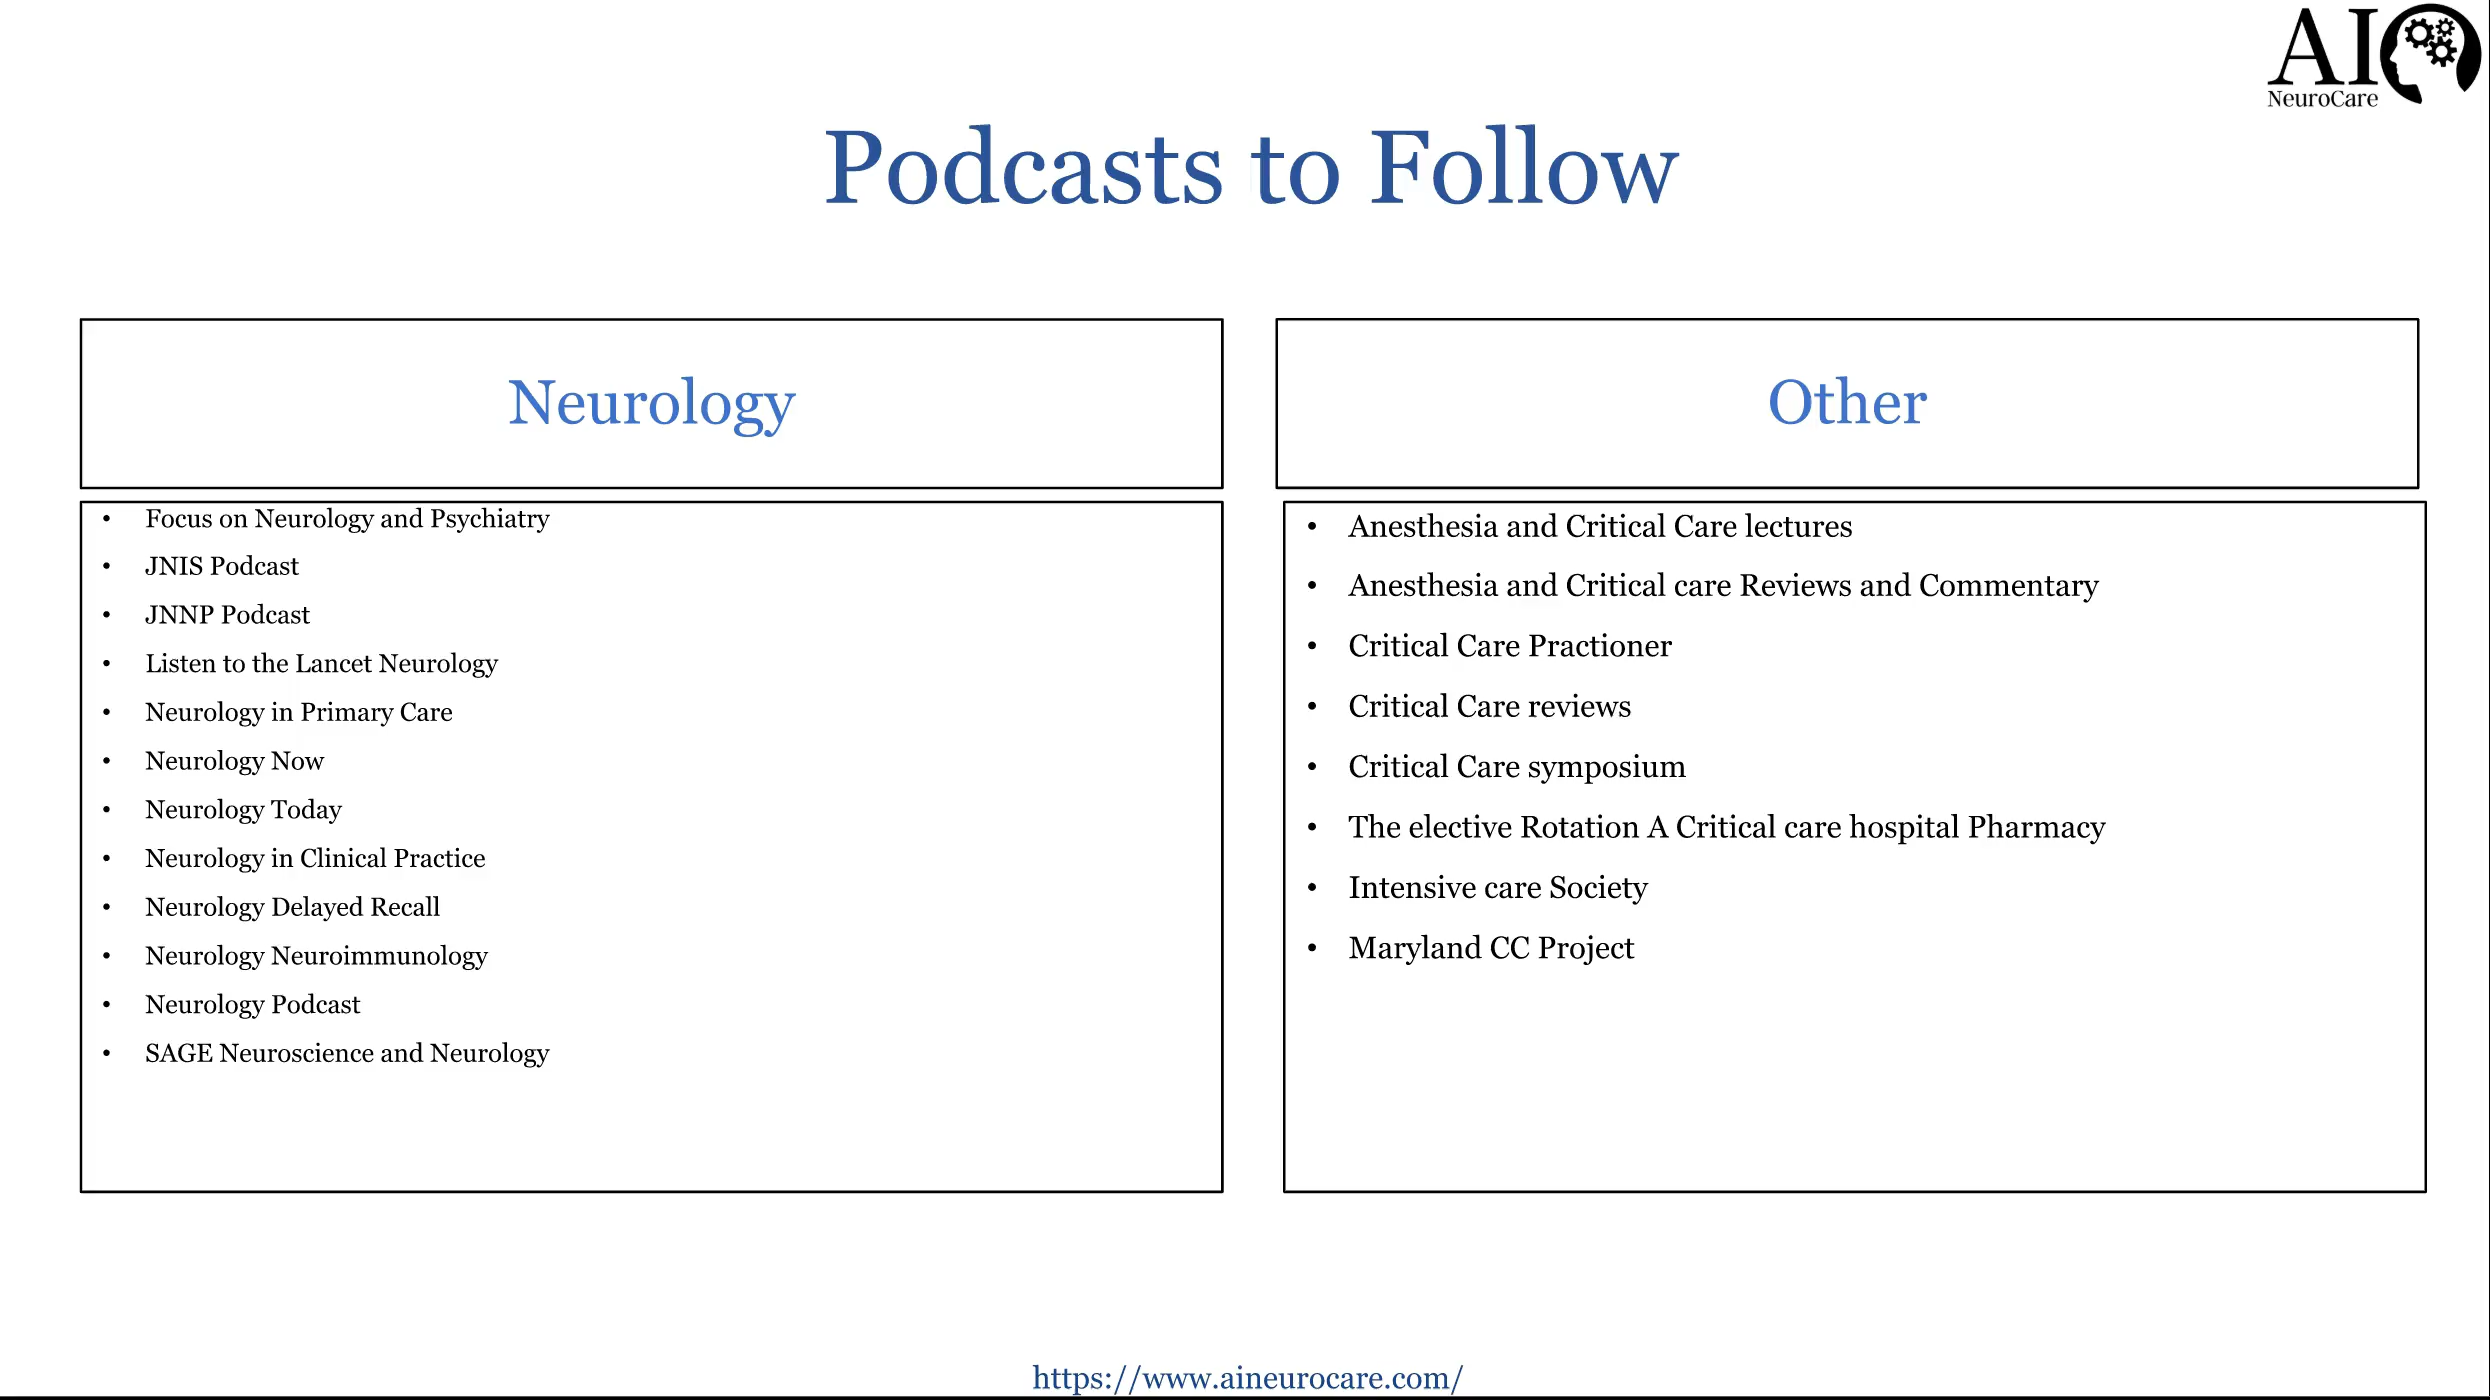 AI
NeuroCare
Podcasts to Follow
Neurology
• Focus on Neurology and Psychiatry
• JNIS Podcast
• JNNP Podcast
• Listen to the Lancet Neurology
• Neurology in Primary Care
• Neurology Now
• Neurology Today
• Neurology in Clinical Practice
• Neurology Delayed Recall
• Neurology Neuroimmunology
• Neurology Podcast
• SAGE Neuroscience and Neurology
Other
• Anesthesia and Critical Care lectures
• Anesthesia and Critical care Reviews and Commentary
• Critical Care Practioner
• Critical Care reviews
• Critical Care symposium
• The elective Rotation A Critical care hospital Pharmacy
• Intensive care Society
• Maryland CC Project
https://www.aineurocare.com/